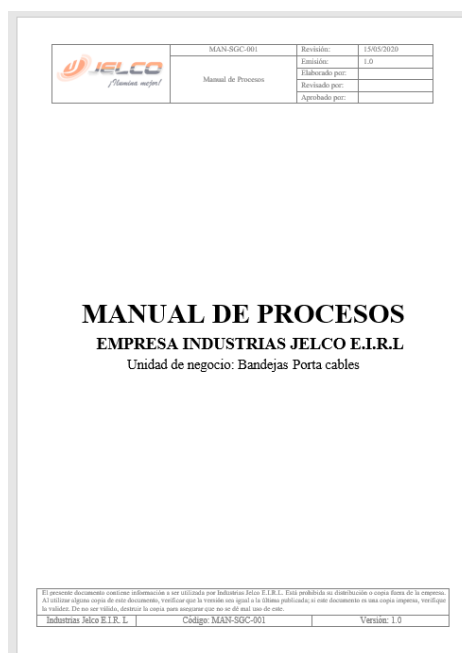 JELCO
¡Ilumina mejor!
MAN-SGC-001
Revisión: 15/05/2020
Manual de Procesos
Emisión: 1.0
Elaborado por:
Revisado por:
Aprobado por:
MANUAL DE PROCESOS
EMPRESA INDUSTRIAS JELCO E.I.R.L
Unidad de negocio: Bandejas Porta cables
El presente documento contiene información a ser utilizada por Industrias Jelco E.I.R.L. Está prohibida su distribución o copia fuera de la empresa.
Al utilizar alguna copia de este documento, verificar que la versión sea igual a la última publicada; si este documento es una copia impresa, verifique
la validez. De no ser válido, destruir la copia para asegurar que no se dé mal uso de este.
Industrias Jelco E.I.R. L Código: MAN-SGC-001 Versión: 1.0